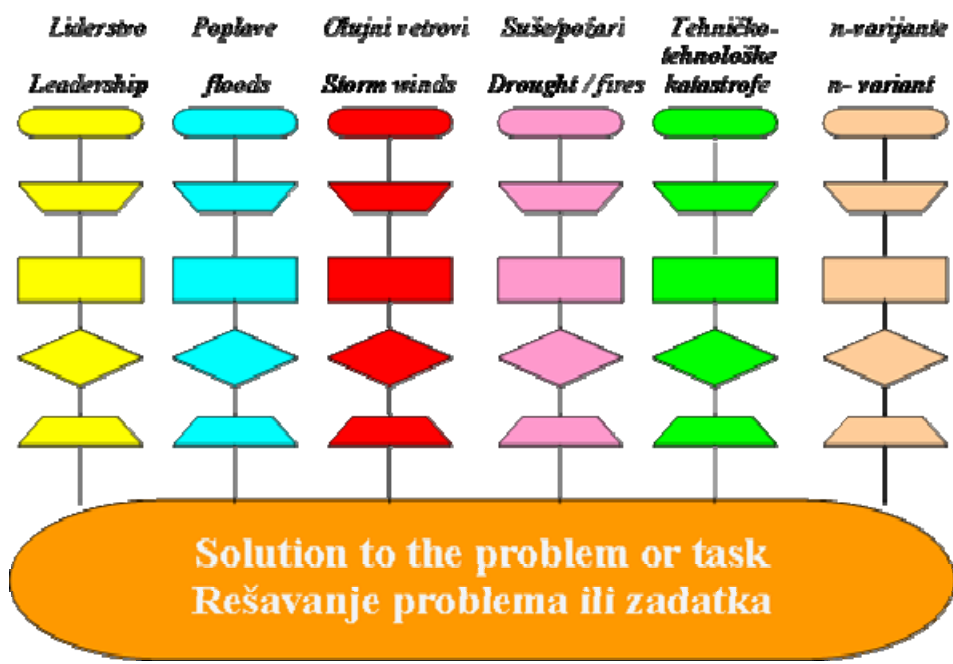 Liderstvo
Poplave
Olujni vetrovi
Suše/požari
Tehničko-
tehnološke
katastrofe
n-varijante
Leadership
floods
Storm winds
Drought / fires
n- variant
Solution to the problem or task
Rešavanje problema ili zadatka